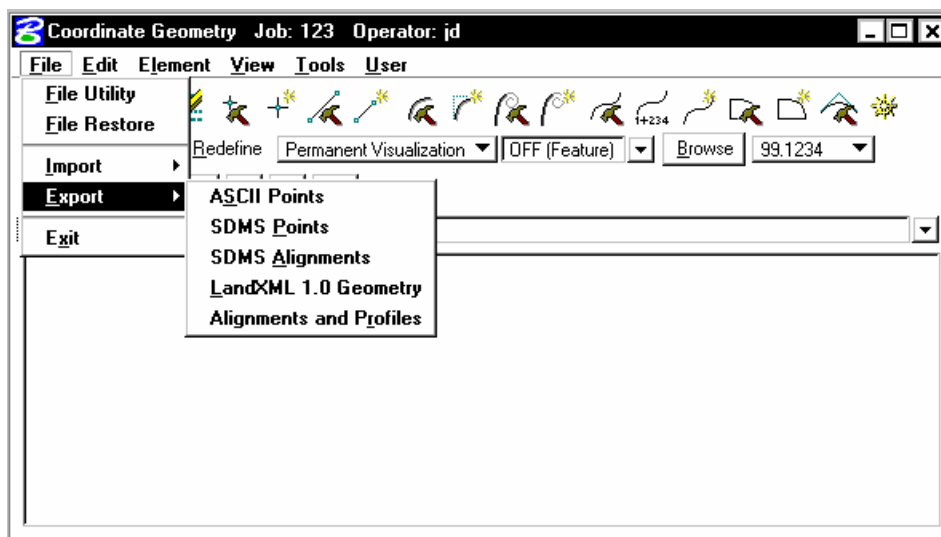 Coordinate Geometry Job: 123 Operator: jd
File Edit Element View Tools User
File Utility
File Restore
Import
Export
Exit
1+234
Redefine Permanent Visualization OFF (Feature) Browse 99.1234
ASCII Points
SDMS Points
SDMS Alignments
LandXML 1.0 Geometry
Alignments and Profiles